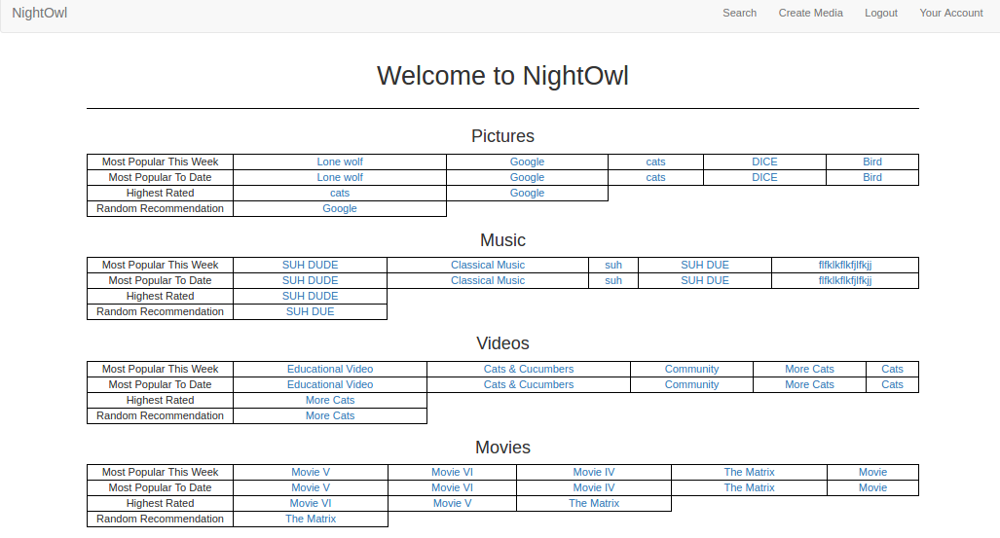 NightOwl Search Create Media Logout Your Account
Welcome to NightOwl
Pictures
Most Popular This Week Lone wolf Google cats DICE Bird
Most Popular To Date Lone wolf Google cats DICE Bird
Highest Rated cats Google
Random Recommendation Google
Music
Most Popular This Week SUH DUDE Classical Music suh SUH DUE flfklkflkfjlfkjj
Most Popular To Date SUH DUDE Classical Music suh SUH DUE flfklkflkfjlfkjj
Highest Rated SUH DUDE
Random Recommendation SUH DUE
Videos
Most Popular This Week Educational Video Cats & Cucumbers Community More Cats Cats
Most Popular To Date Educational Video Cats & Cucumbers Community More Cats Cats
Highest Rated More Cats
Random Recommendation More Cats
Movies
Most Popular This Week Movie V Movie VI Movie IV The Matrix Movie
Most Popular To Date Movie V Movie VI Movie IV The Matrix Movie
Highest Rated Movie VI Movie V The Matrix
Random Recommendation The Matrix